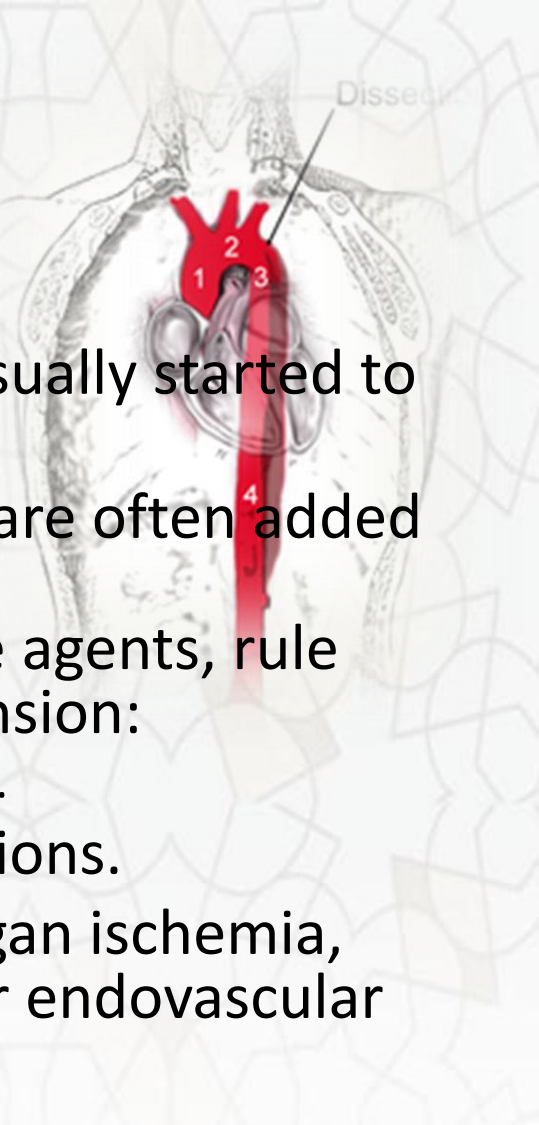 Dissec
2
1
3
sually started to
are often added
4
e agents, rule
nsion:
.
ions.
gan ischemia,
r endovascular